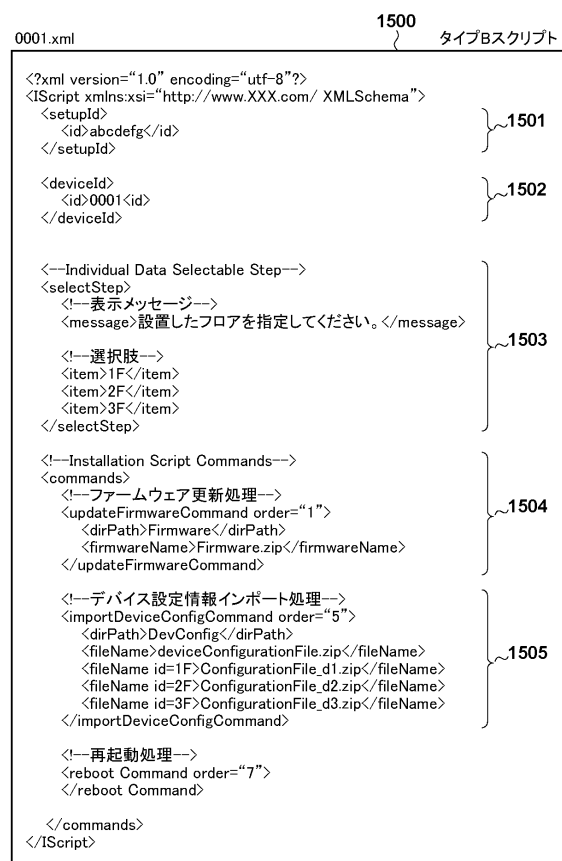 1500
0001.xml タイプBスクリプト
<?xml version="1.0" encoding="utf-8"?>
<IScript xmlns:xsi="http://www.XXX.com/ XMLSchema">
<setupId>
<id>abcdefg</id>
</setupId>
1501
<deviceId>
<id>0001<id>
</deviceId>
1502
<--Individual Data Selectable Step-->
<selectStep>
<!--表示メッセージ-->
<message>設置したフロアを指定してください。</message>
<!--選択肢-->
<item>1F</item>
<item>2F</item>
<item>3F</item>
</selectStep>
1503
<!--Installation Script Commands-->
<commands>
<!--ファームウェア更新処理-->
<updateFirmwareCommand order="1">
<dirPath>Firmware</dirPath>
<firmwareName>Firmware.zip</firmwareName>
</updateFirmwareCommand>
1504
<!--デバイス設定情報インポート処理-->
<importDeviceConfigCommand order="5">
<dirPath>DevConfig</dirPath>
<fileName>deviceConfigurationFile.zip</fileName>
<fileName id=1F>ConfigurationFile_d1.zip</fileName>
<fileName id=2F>ConfigurationFile_d2.zip</fileName>
<fileName id=3F>ConfigurationFile_d3.zip</fileName>
</importDeviceConfigCommand>
1505
<!--再起動処理-->
<reboot Command order="7">
</reboot Command>
</commands>
</IScript>